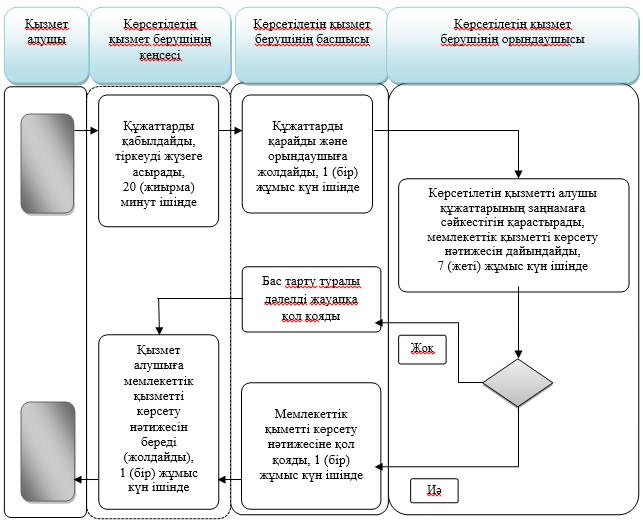 Қызмет
алушы
Көрсетілетін
қызмет берушінің
кеңсесі
Көрсетілетін қызмет
берушінің басшысы
Көрсетілетін қызмет
берушінің орындаушысы
Құжаттарды
қабылдайды,
тіркеуді жүзеге
асырады,
20 (жиырма)
минут ішінде
Құжаттарды
қарайды және
орындаушыға
жолдайды, 1 (бір)
жұмыс күн ішінде
Көрсетілетін қызметті алушы
құжаттарының заңнамаға
сәйкестігін қарастырады,
мемлекеттік қызметті көрсету
нәтижесін дайындайды,
7 (жеті) жұмыс күн ішінде
Бас тарту туралы
дәлелді жауапқа
қол қояды
Жоқ
Қызмет
алушыға
мемлекеттік
қызметті
көрсету
нәтижесін
береді
(жолдайды),
1 (бір) жұмыс
күн ішінде
Мемлекеттік
қыметті көрсету
нәтижесіне қол
қояды, 1 (бір)
жұмыс күн ішінде
Иә